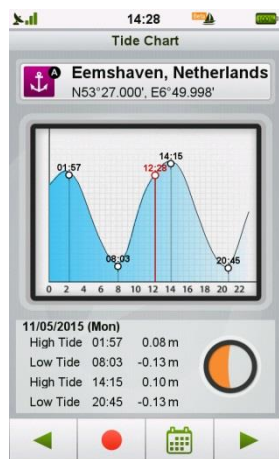 14:28
Tide Chart
A Eemshaven, Netherlands
N53°27.000', E6°49.998'
14:15
01:57
12:28
08:03
20:45
0 2 4 6 8 10 12 14 16 18 20 22
11/05/2015 (Mon)
High Tide 01:57 0.08 m
Low Tide 08:03 -0.13 m
High Tide 14:15 0.10 m
Low Tide 20:45 -0.13 m